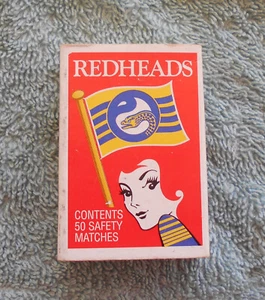 REDHEADS
CONTENTS
50 SAFETY
MATCHES